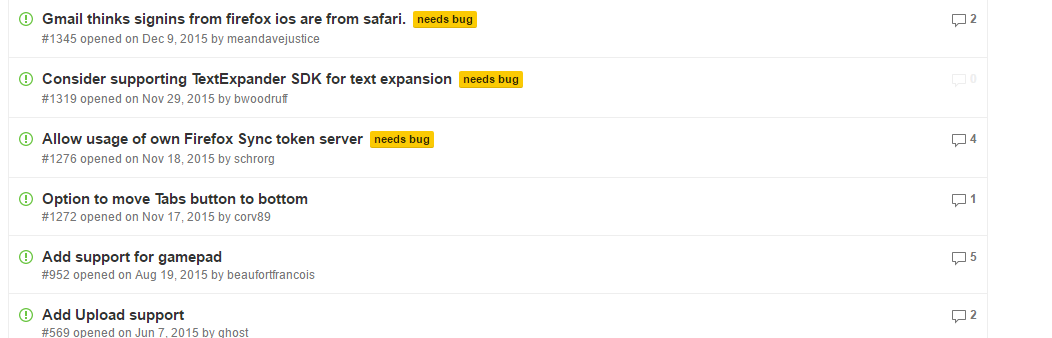 Gmail thinks signins from firefox ios are from safari. needs bug 2
#1345 opened on Dec 9, 2015 by meandavejustice
Consider supporting TextExpander SDK for text expansion needs bug 0
#1319 opened on Nov 29, 2015 by bwoodruff
Allow usage of own Firefox Sync token server needs bug 4
#1276 opened on Nov 18, 2015 by schrorg
Option to move Tabs button to bottom 1
#1272 opened on Nov 17, 2015 by corv89
Add support for gamepad 5
#952 opened on Aug 19, 2015 by beaufortfrancois
Add Upload support 2
#569 opened on Jun 7, 2015 by ghost